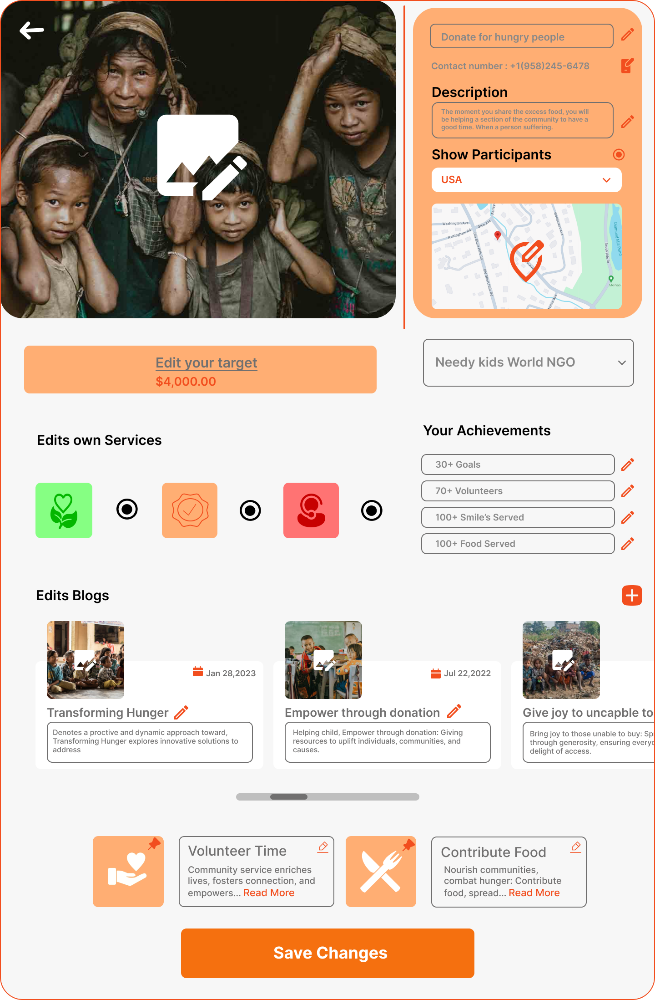 Donate for hungry people
Contact number : +1(958)245-6478
Description
The moment you share the excess food, you will
be helping a section of the community to have a
good time. When a person suffering.
Show Participants
USA
Farley
Washington Ave
Glen Ave
Nottingham Rd
Old Short Hills Rd
Woodcrest Ave
Diamond Mill Pond
Brookside Dr
Old Short Hills Rd
Marion Ave
Meihao
Edit your target
$4,000.00
Needy kids World NGO
Edits own Services
Your Achievements
30+ Goals
70+ Volunteers
100+ Smile's Served
100+ Food Served
Edits Blogs
Jan 28,2023
Transforming Hunger
Denotes a proctive and dynamic approach toward,
Transforming Hunger explores innovative solutions to
address
Jul 22,2022
Empower through donation
Helping child, Empower through donation: Giving
resources to uplift individuals, communities, and
causes.
Give joy to uncapble to
Bring joy to those unable to buy: Spr
through generosity, ensuring everyo
delight of access.
Volunteer Time
Community service enriches
lives, fosters connection, and
empowers... Read More
Contribute Food
Nourish communities,
combat hunger: Contribute
food, spread... Read More
Save Changes